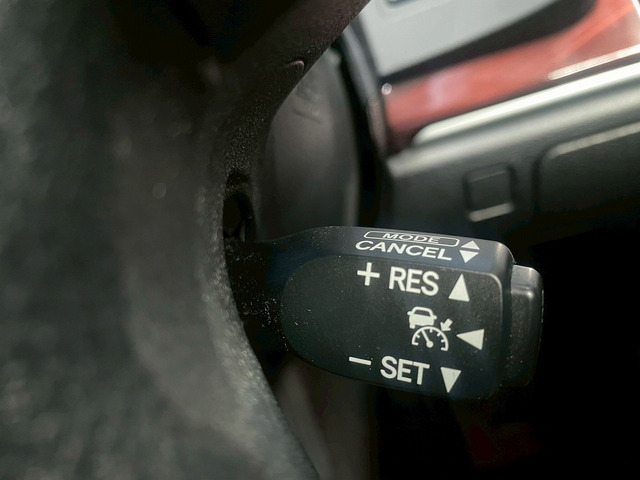 MODE
CANCEL
+ RES
− SET